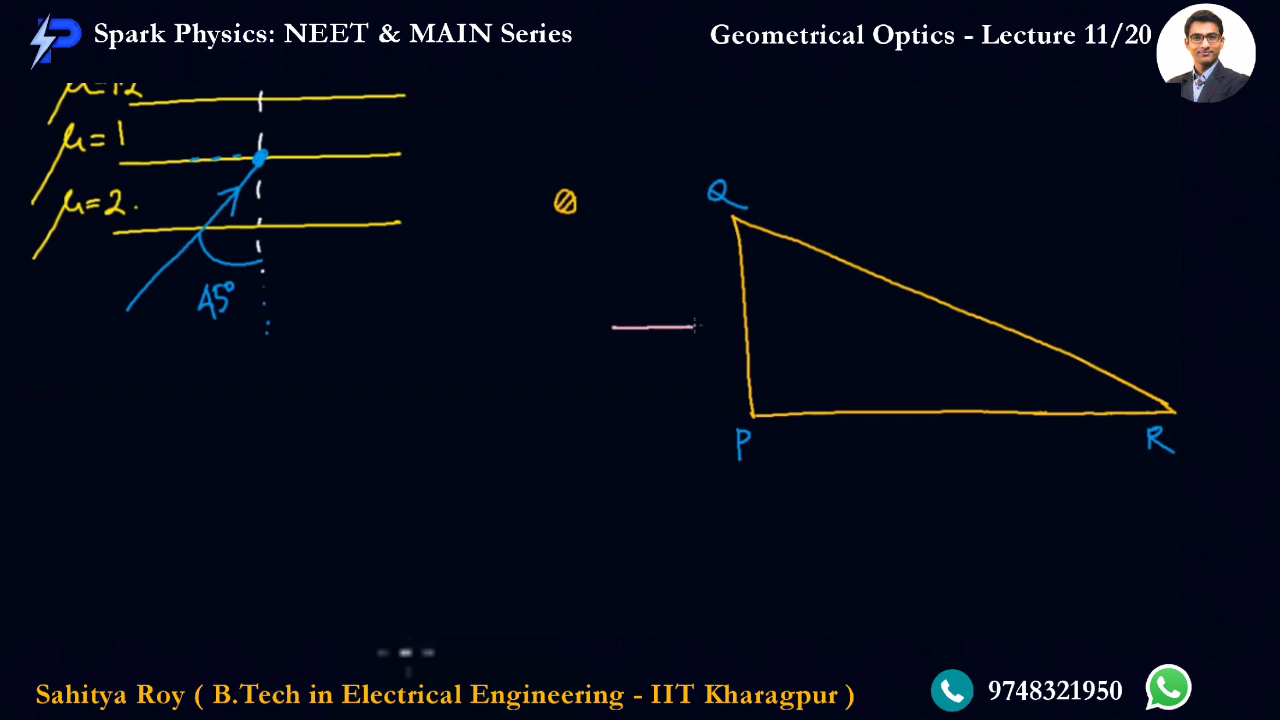 Spark Physics: NEET & MAIN Series
Geometrical Optics - Lecture 11/20
μ=1
μ=2.
45°
Q
P
R
Sahitya Roy ( B.Tech in Electrical Engineering - IIT Kharagpur )
9748321950